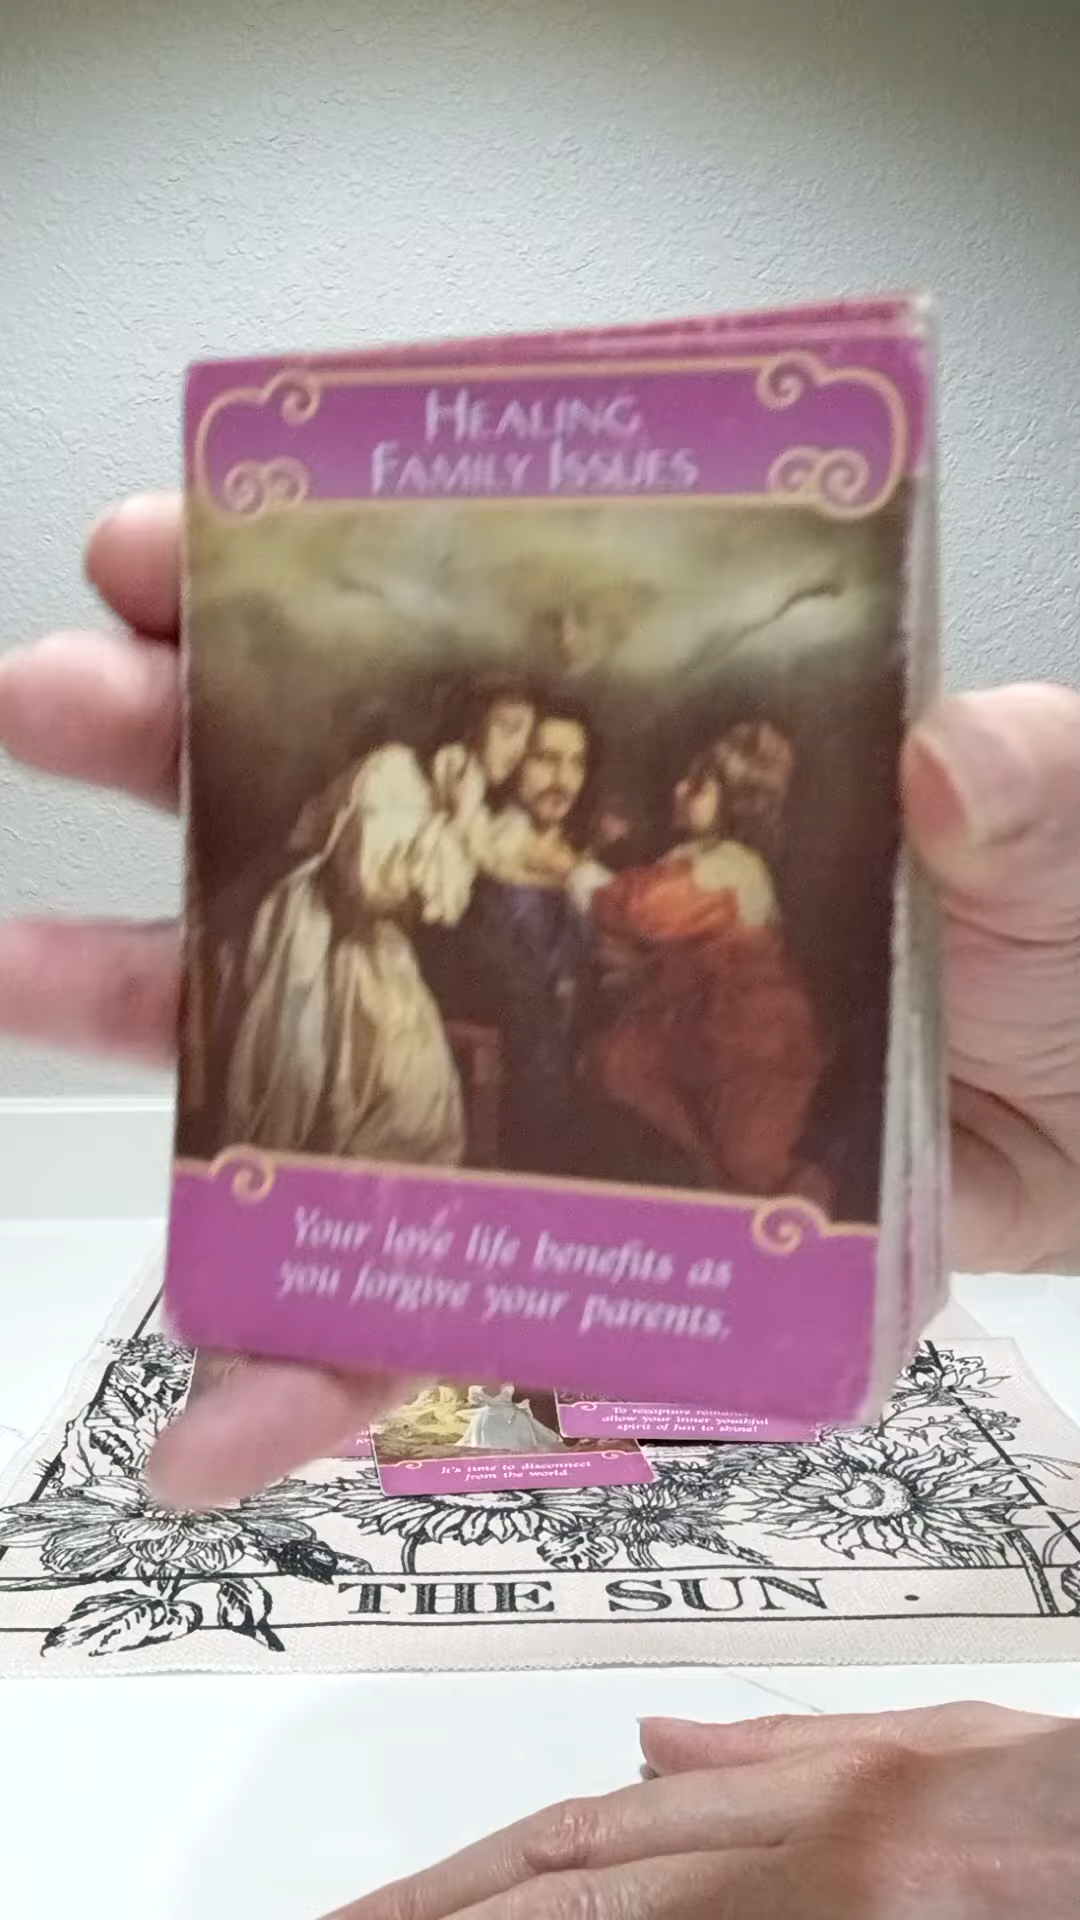 HEALING
FAMILY ISSUES
Your love life benefits as
you forgive your parents.
To recapture romance,
allow your inner youthful
spirit of fun to shine!
It's time to disconnect
from the world.
THE SUN